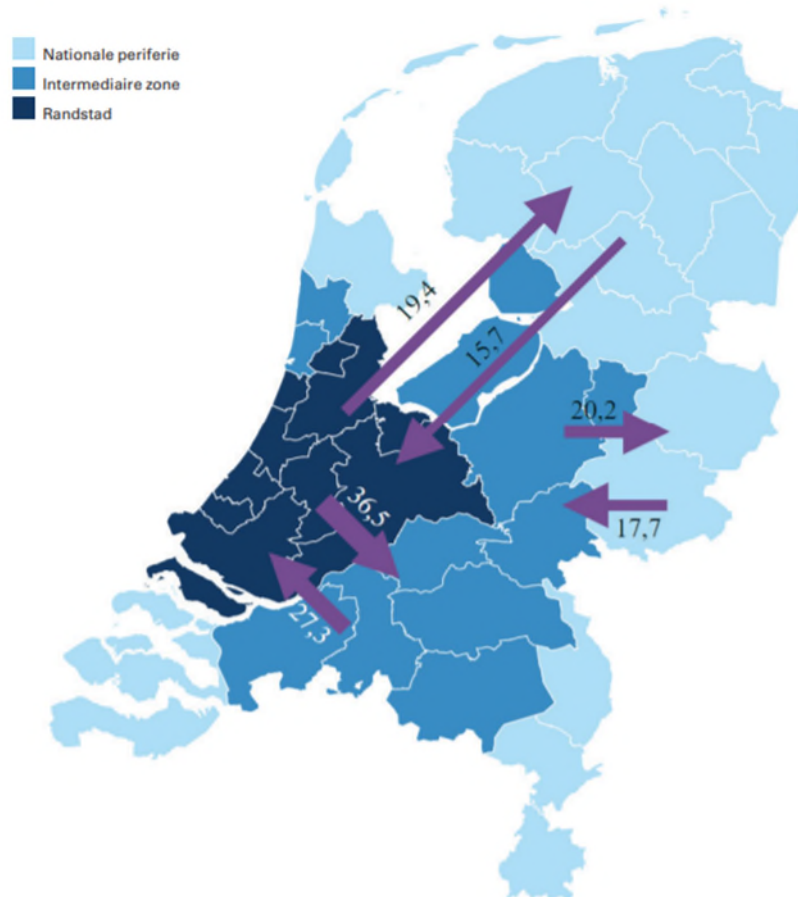 Nationale periferie
Intermediaire zone
Randstad
19,4
15,7
20,2
36,5
17,7
27,3